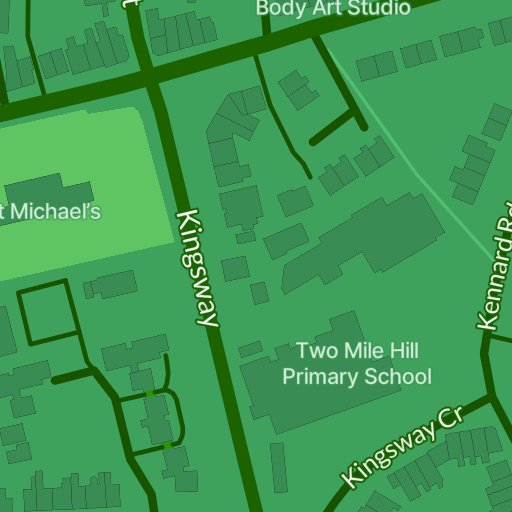 t
Body Art Studio
t Michael's
Kingsway
Kennard Rd
Two Mile Hill
Primary School
Kingsway Cr